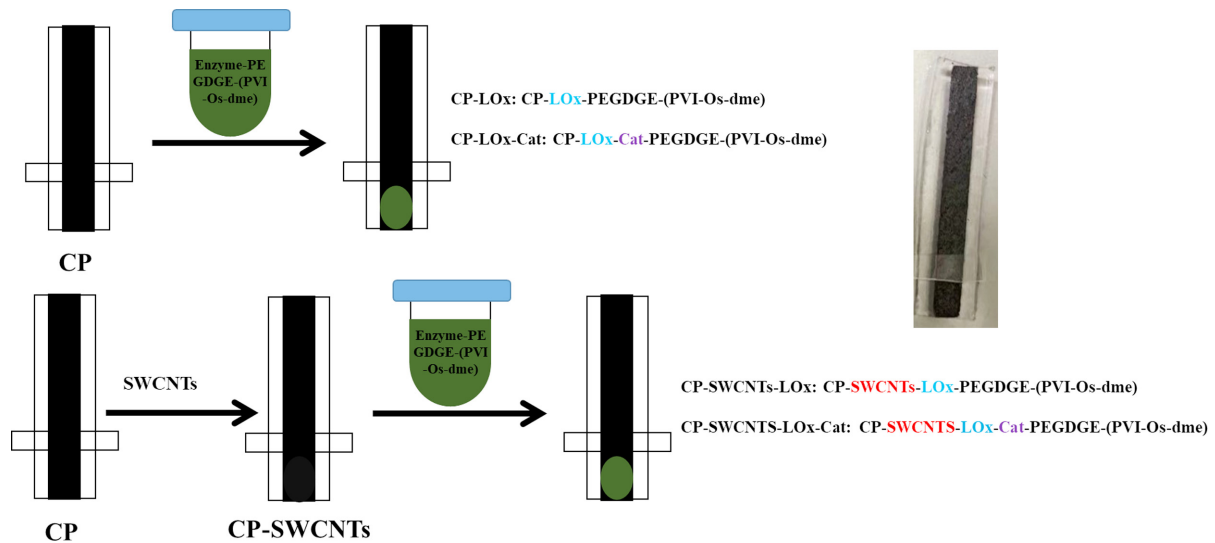 Enzyme-PE
GDGE-(PVI
-Os-dme)
CP-LOx: CP-LOx-PEGDGE-(PVI-Os-dme)
CP-LOx-Cat: CP-LOx-Cat-PEGDGE-(PVI-Os-dme)
CP
Enzyme-PE
GDGE-(PVI
-Os-dme)
SWCNTs
CP-SWCNTs-LOx: CP-SWCNTs-LOx-PEGDGE-(PVI-Os-dme)
CP-SWCNTS-LOx-Cat: CP-SWCNTS-LOx-Cat-PEGDGE-(PVI-Os-dme)
CP
CP-SWCNTs